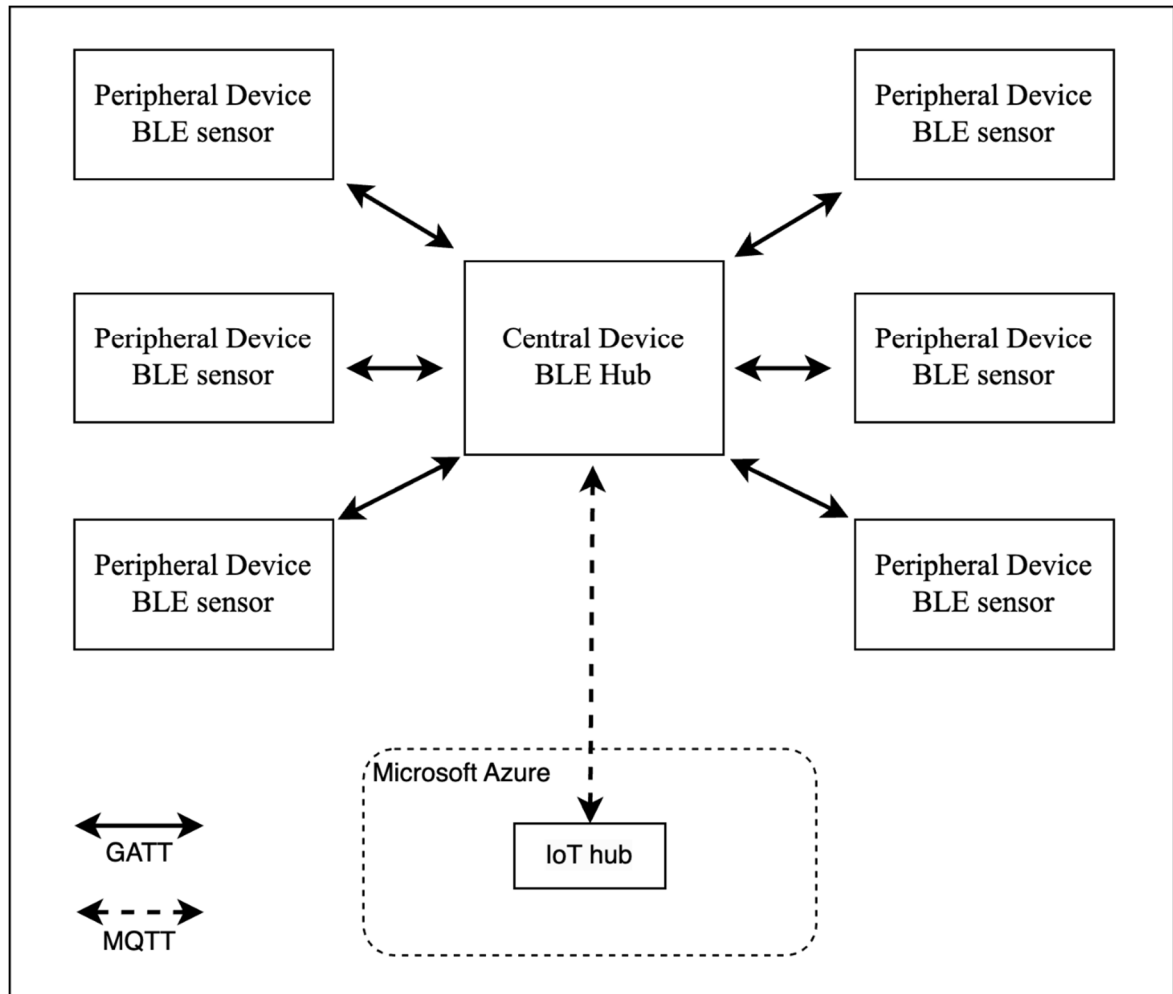 Peripheral Device
BLE sensor
Peripheral Device
BLE sensor
Peripheral Device
BLE sensor
Central Device
BLE Hub
Peripheral Device
BLE sensor
Peripheral Device
BLE sensor
Peripheral Device
BLE sensor
Microsoft Azure
IoT hub
GATT
MQTT